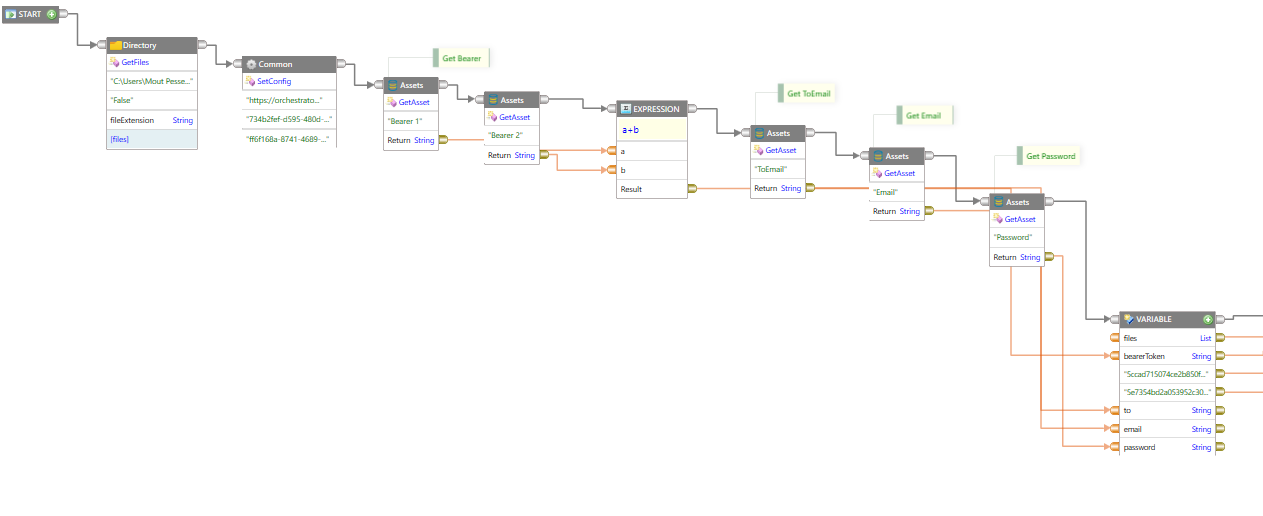 START
Directory
GetFiles
"C:\Users\Mout Pesse..."
"False"
fileExtension String
[files]
Common
SetConfig
"https://orchestrato..."
"734b2fef-d595-480d-..."
"ff6f168a-8741-4689-..."
Get Bearer
Assets
GetAsset
"Bearer 1"
Return String
Assets
GetAsset
"Bearer 2"
Return String
EXPRESSION
a+b
a
b
Result
Get ToEmail
Assets
GetAsset
"ToEmail"
Return String
Get Email
Assets
GetAsset
"Email"
Return String
Get Password
Assets
GetAsset
"Password"
Return String
VARIABLE
files List
bearerToken String
"5ccad715074ce2b850f..."
"5e7354bd2a053952c30..."
to String
email String
password String